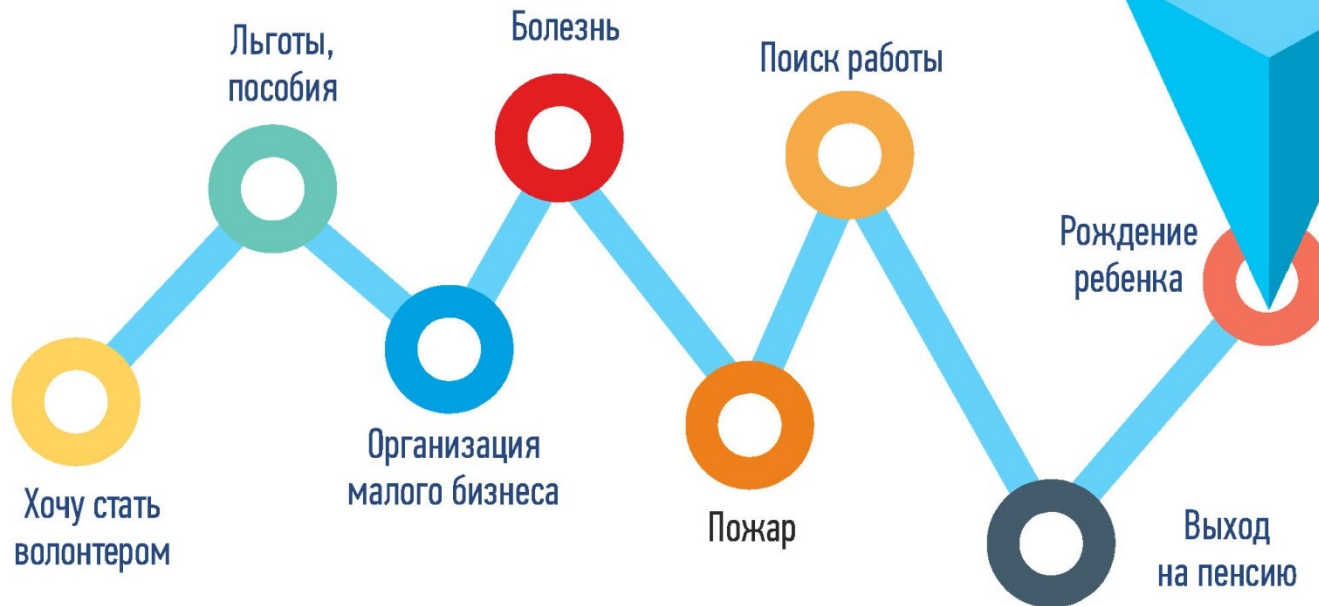 Льготы,
пособия
Болезнь
Поиск работы
Рождение
ребенка
Хочу стать
волонтером
Организация
малого бизнеса
Пожар
Выход
на пенсию